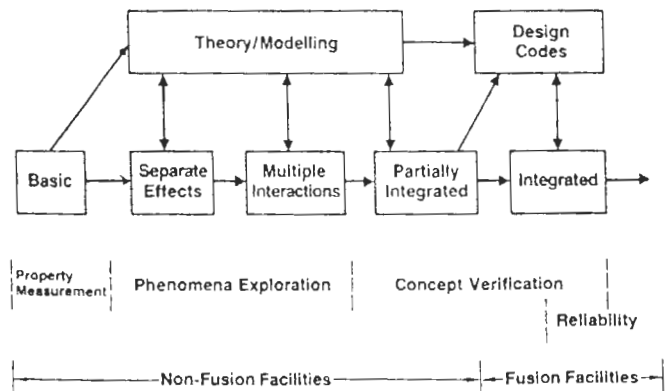 Theory/Modelling
Design
Codes
Basic
Separate
Effects
Multiple
Interactions
Partially
Integrated
Integrated
Property
Measurement
Phenomena Exploration
Concept Verification
Reliability
Non-Fusion Facilities
Fusion Facilities